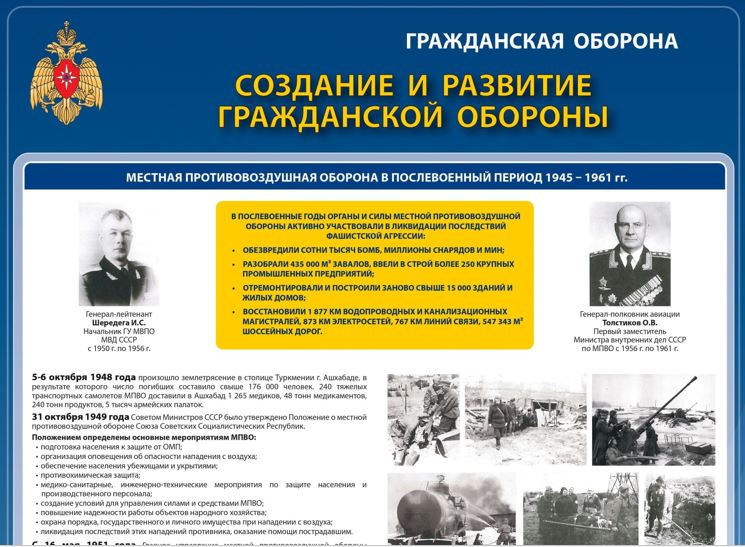 ГРАЖДАНСКАЯ ОБОРОНА
СОЗДАНИЕ И РАЗВИТИЕ
ГРАЖДАНСКОЙ ОБОРОНЫ
МЕСТНАЯ ПРОТИВОВОЗДУШНАЯ ОБОРОНА В ПОСЛЕВОЕННЫЙ ПЕРИОД 1945 – 1961 гг.
Генерал-лейтенант
Шередега И.С.
Начальник ГУ МВПО
МВД СССР
с 1950 г. по 1956 г.
В ПОСЛЕВОЕННЫЕ ГОДЫ ОРГАНЫ И СИЛЫ МЕСТНОЙ ПРОТИВОВОЗДУШНОЙ
ОБОРОНЫ АКТИВНО УЧАСТВОВАЛИ В ЛИКВИДАЦИИ ПОСЛЕДСТВИЙ
ФАШИСТСКОЙ АГРЕССИИ:
• ОБЕЗВРЕДИЛИ СОТНИ ТЫСЯЧ БОМБ, МИЛЛИОНЫ СНАРЯДОВ И МИН;
• РАЗОБРАЛИ 435 000 М³ ЗАВАЛОВ, ВВЕЛИ В СТРОЙ БОЛЕЕ 250 КРУПНЫХ
ПРОМЫШЛЕННЫХ ПРЕДПРИЯТИЙ;
• ОТРЕМОНТИРОВАЛИ И ПОСТРОИЛИ ЗАНОВО СВЫШЕ 15 000 ЗДАНИЙ И
ЖИЛЫХ ДОМОВ;
• ВОССТАНОВИЛИ 1 877 КМ ВОДОПРОВОДНЫХ И КАНАЛИЗАЦИОННЫХ
МАГИСТРАЛЕЙ, 873 КМ ЭЛЕКТРОСЕТЕЙ, 767 КМ ЛИНИЙ СВЯЗИ, 547 343 М²
ШОССЕЙНЫХ ДОРОГ.
Генерал-полковник авиации
Толстиков О.В.
Первый заместитель
Министра внутренних дел СССР
по МПВО с 1956 г. по 1961 г.
5-6 октября 1948 года произошло землетрясение в столице Туркмении г. Ашхабаде, в
результате которого число погибших составило свыше 176 000 человек. 240 тяжелых
транспортных самолетов МПВО доставили в Ашхабад 1 265 медиков, 48 тонн медикаментов,
240 тонн продуктов, 5 тысяч армейских палаток.
31 октября 1949 года Советом Министров СССР было утверждено Положение о местной
противовоздушной обороне Союза Советских Социалистических Республик.
Положением определены основные мероприятиям МПВО:
• подготовка населения к защите от ОМП;
• организация оповещения об опасности нападения с воздуха;
• обеспечение населения убежищами и укрытиями;
• противохимическая защита;
• медико-санитарные, инженерно-технические мероприятия по защите населения и
производственного персонала;
• создание условий для управления силами и средствами МПВО;
• повышение надежности работы объектов народного хозяйства;
• охрана порядка, государственного и личного имущества при нападении с воздуха;
• ликвидация последствий этих нападений противника, оказание помощи пострадавшим.
С 16 мая 1951 года Главное управление местной противовоздушной обороны